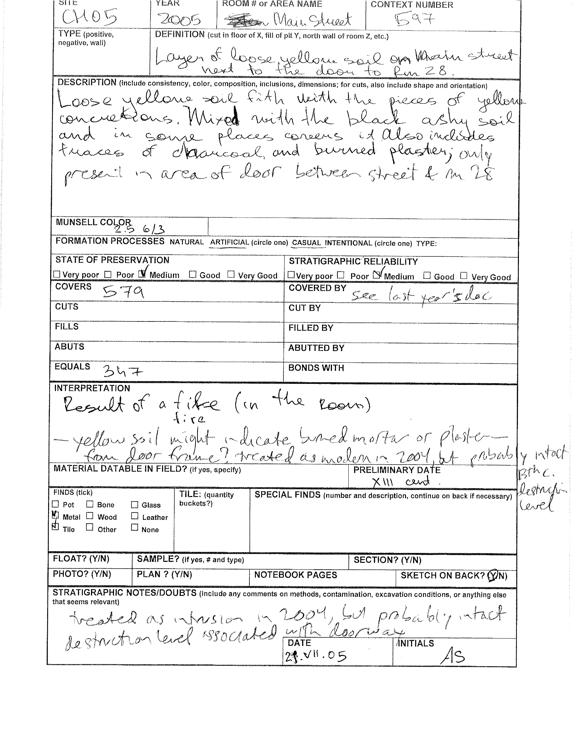 SITE YEAR ROOM # or AREA NAME CONTEXT NUMBER
CH05 2005 Main Street 597
TYPE (positive, negative, wall) DEFINITION (cut in floor of X, fill of pit Y, north wall of room Z, etc.)
Layer of loose yellow soil on Main street
next to the door to Rm 28.
DESCRIPTION (Include consistency, color, composition, inclusions, dimensions; for cuts, also include shape and orientation)
Loose yellow soil fith with the pieces of yellow
concretions. Mixed with the black ashy soil
and in some places covers it Also includes
traces of charcoal, and burned plaster; only
present in area of door between street & rm 28
MUNSELL COLOR
2.5 6/3
FORMATION PROCESSES NATURAL ARTIFICIAL (circle one) CASUAL INTENTIONAL (circle one) TYPE:
STATE OF PRESERVATION STRATIGRAPHIC RELIABILITY
Very poor Poor Medium Good Very Good Very poor Poor Medium Good Very Good
COVERS 579 COVERED BY see last year's doc
CUTS CUT BY
FILLS FILLED BY
ABUTS ABUTTED BY
EQUALS 347 BONDS WITH
INTERPRETATION
Result of a fire (in the room)
fire
- yellow soil might indicate burned mortar or plaster -
from door frame? treated as modern in 2004, but probably intact
13th c.
destruction
level
MATERIAL DATABLE IN FIELD? (if yes, specify) PRELIMINARY DATE
XIII cent.
FINDS (tick) TILE: (quantity buckets?) SPECIAL FINDS (number and description, continue on back if necessary)
Pot Bone Glass
Metal Wood Leather
Tile Other None
FLOAT? (Y/N) SAMPLE? (if yes, # and type) SECTION? (Y/N)
PHOTO? (Y/N) PLAN ? (Y/N) NOTEBOOK PAGES SKETCH ON BACK? (Y/N)
STRATIGRAPHIC NOTES/DOUBTS (Include any comments on methods, contamination, excavation conditions, or anything else
that seems relevant)
treated as intrusion in 2004, but probably intact
destruction level associated with doorway
DATE INITIALS
21.VII.05 AS